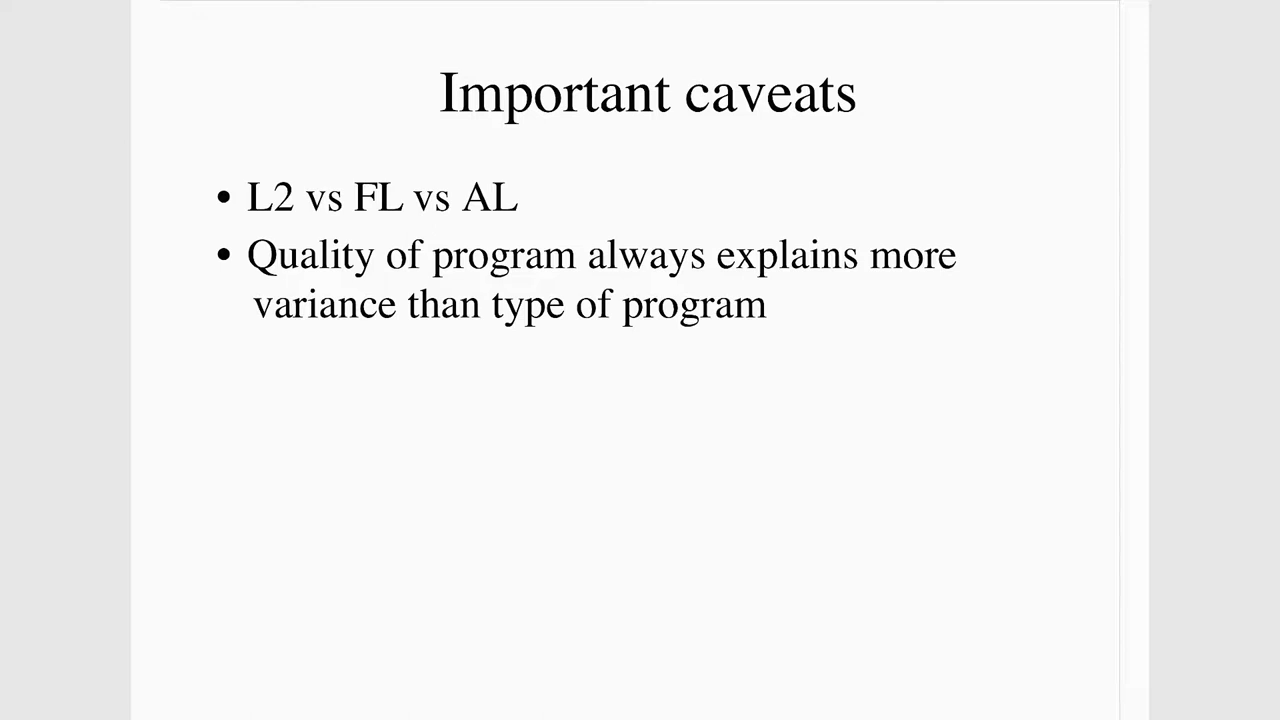 Important caveats
• L2 vs FL vs AL
• Quality of program always explains more
variance than type of program